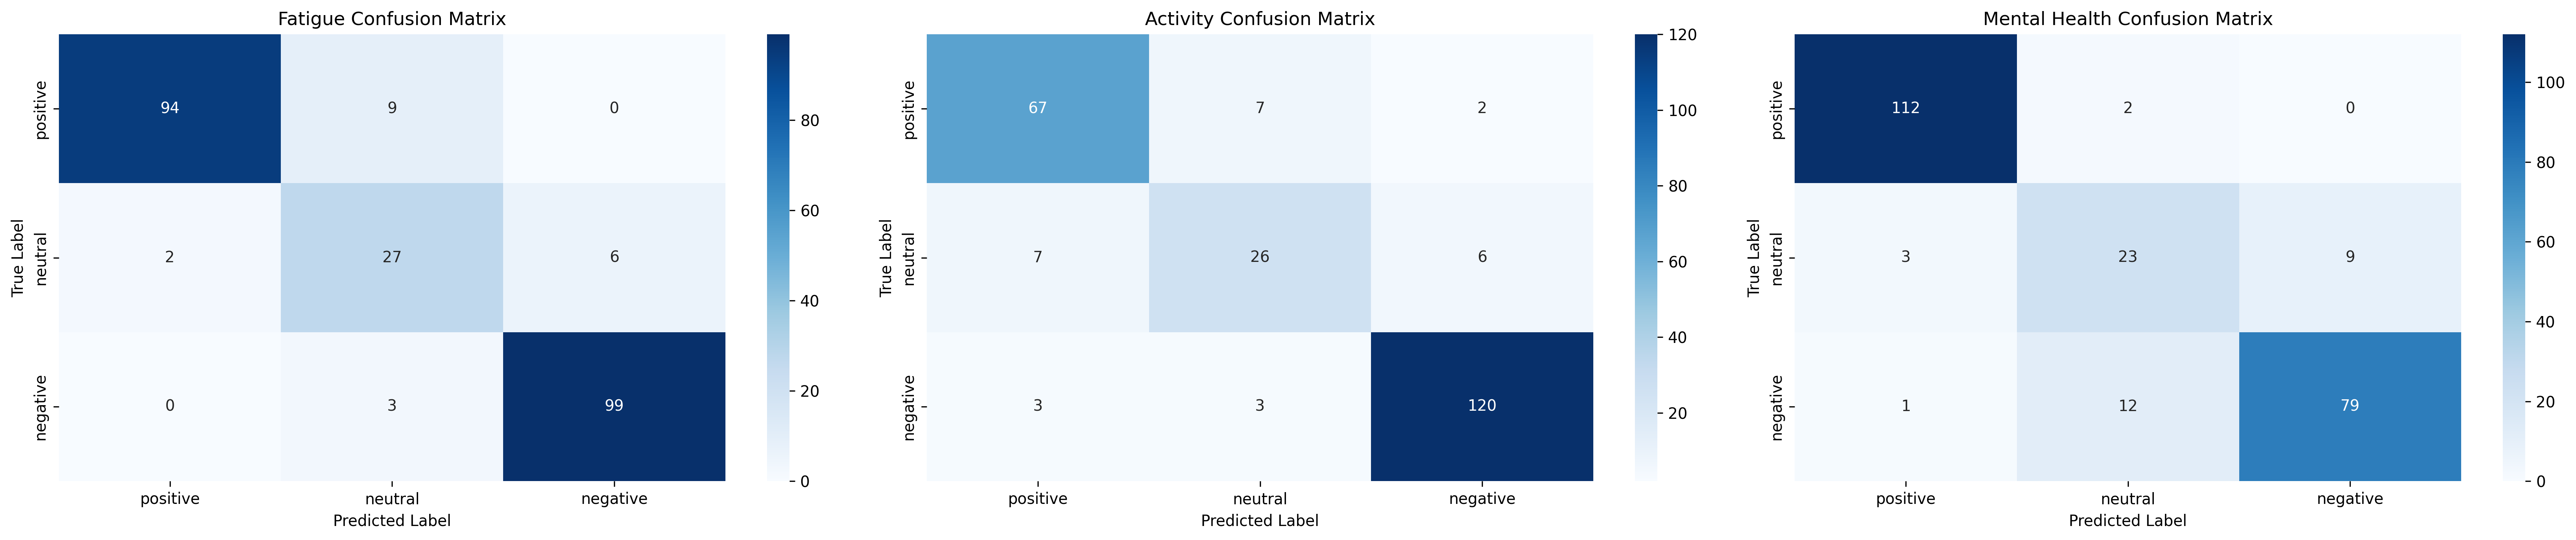 Fatigue Confusion Matrix
True Label
positive
neutral
negative
94 9 0
2 27 6
0 3 99
positive neutral negative
Predicted Label
80
60
40
20
0
Activity Confusion Matrix
True Label
positive
neutral
negative
67 7 2
7 26 6
3 3 120
positive neutral negative
Predicted Label
120
100
80
60
40
20
Mental Health Confusion Matrix
True Label
positive
neutral
negative
112 2 0
3 23 9
1 12 79
positive neutral negative
Predicted Label
100
80
60
40
20
0